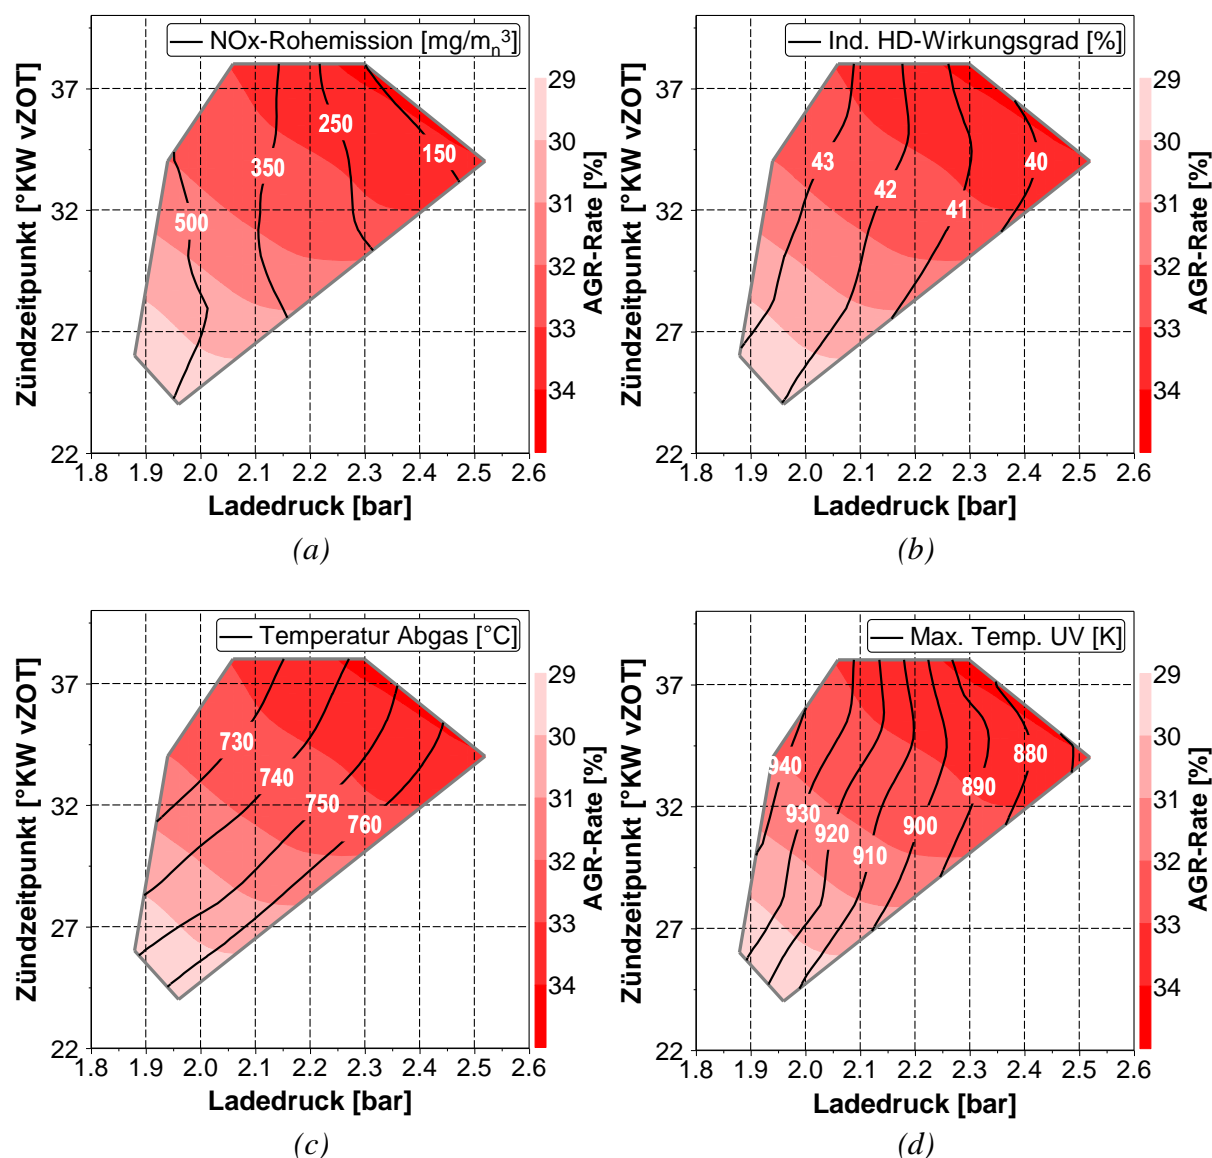 NOx-Rohemission [mg/mn³]
Zündzeitpunkt [°KW vZOT]
37
32
27
22
500
350
250
150
1.8 1.9 2.0 2.1 2.2 2.3 2.4 2.5 2.6
Ladedruck [bar]
29
30
31
32
33
34
AGR-Rate [%]
(a)
Ind. HD-Wirkungsgrad [%]
Zündzeitpunkt [°KW vZOT]
37
32
27
22
43
42
41
40
1.8 1.9 2.0 2.1 2.2 2.3 2.4 2.5 2.6
Ladedruck [bar]
29
30
31
32
33
34
AGR-Rate [%]
(b)
Temperatur Abgas [°C]
Zündzeitpunkt [°KW vZOT]
37
32
27
22
730
740
750
760
1.8 1.9 2.0 2.1 2.2 2.3 2.4 2.5 2.6
Ladedruck [bar]
29
30
31
32
33
34
AGR-Rate [%]
(c)
Max. Temp. UV [K]
Zündzeitpunkt [°KW vZOT]
37
32
27
22
940
930
920
910
900
890
880
1.8 1.9 2.0 2.1 2.2 2.3 2.4 2.5 2.6
Ladedruck [bar]
29
30
31
32
33
34
AGR-Rate [%]
(d)